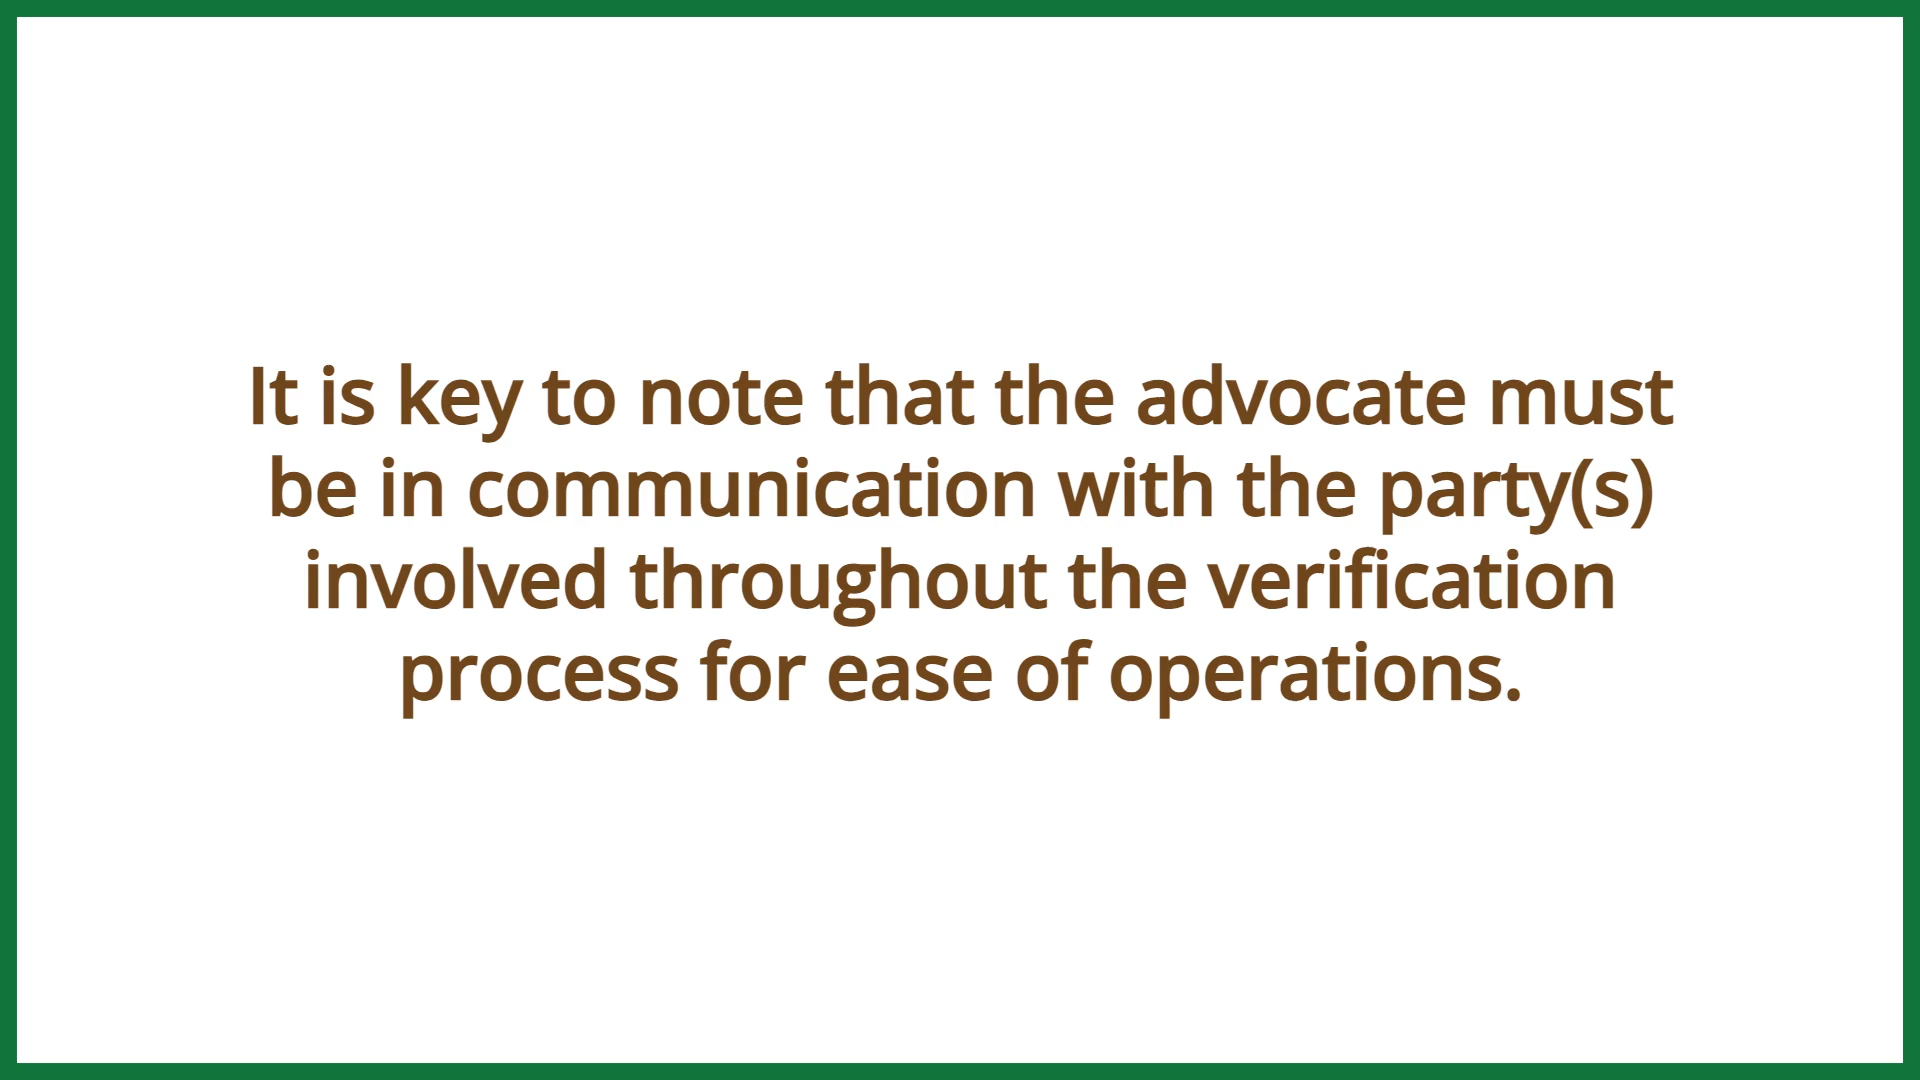 It is key to note that the advocate must
be in communication with the party(s)
involved throughout the verification
process for ease of operations.